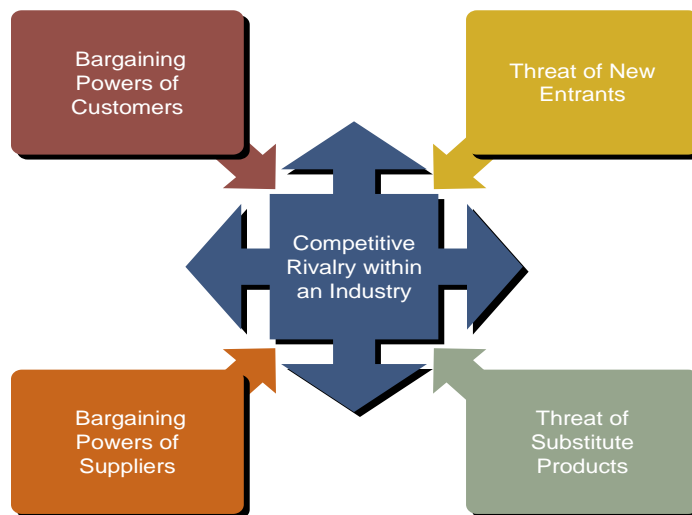 Bargaining
Powers of
Customers
Threat of New
Entrants
Competitive
Rivalry within
an Industry
Bargaining
Powers of
Suppliers
Threat of
Substitute
Products